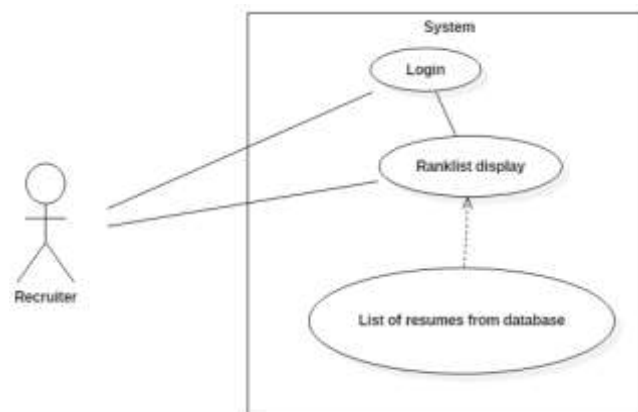 System
Login
Ranklist display
Recruiter
List of resumes from database